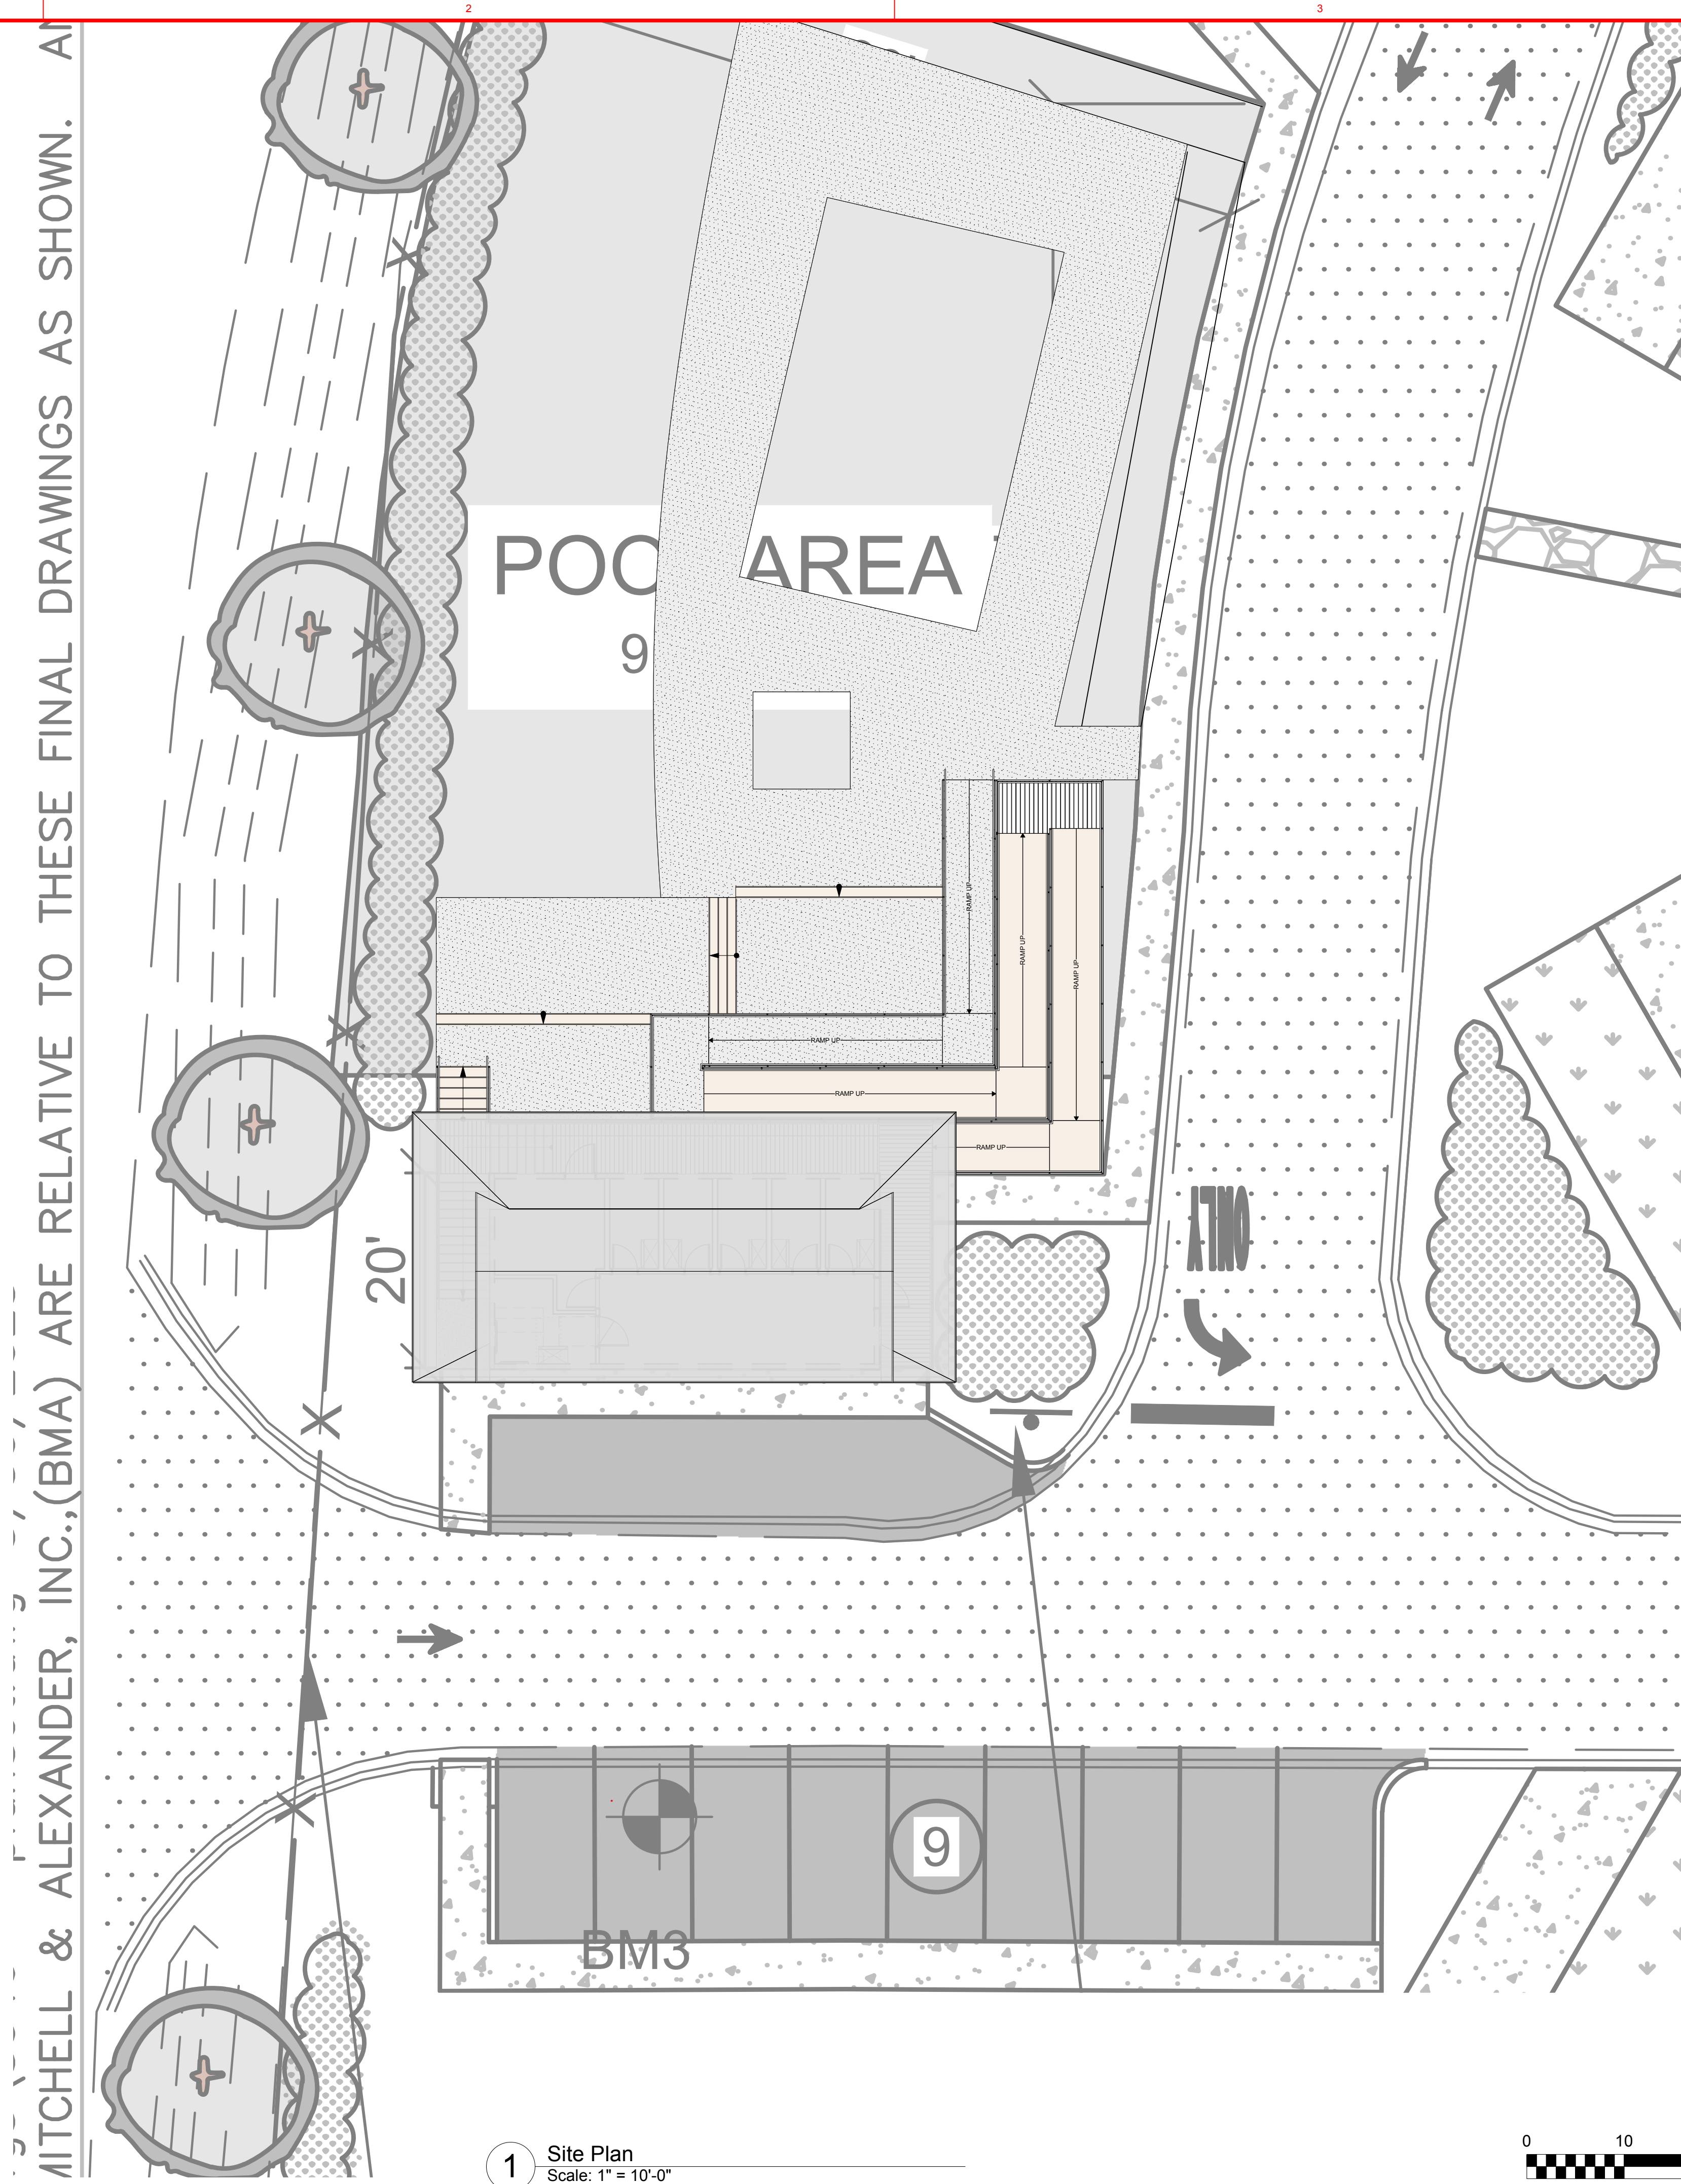 2
3
MITCHELL & ALEXANDER, INC.,(BMA) ARE RELATIVE TO THESE FINAL DRAWINGS AS SHOWN.
POO AREA
9
RAMP UP
RAMP UP
RAMP UP
RAMP UP
RAMP UP
RAMP UP
20'
ONLY
9
BM3
1
Site Plan
Scale: 1" = 10'-0"
0
10